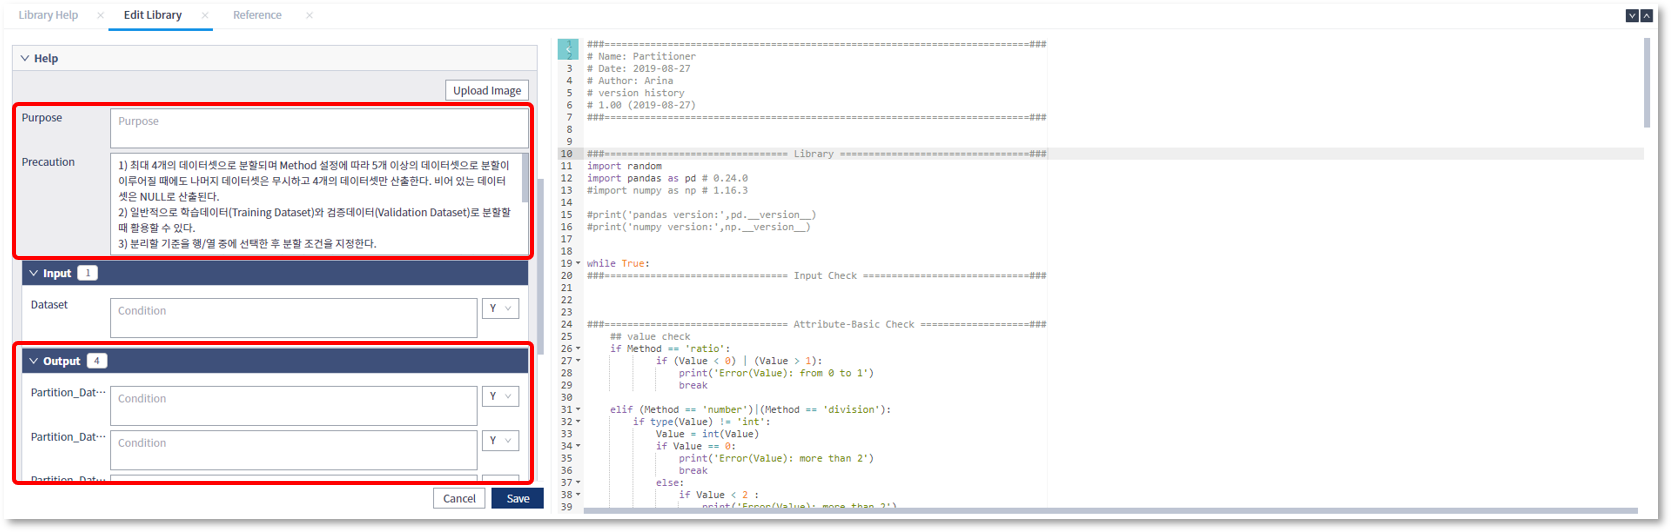 Library Help × Edit Library × Reference ×
Help
Upload Image
Purpose
Purpose
Precaution
1) 최대 4개의 데이터셋으로 분할되며 Method 설정에 따라 5개 이상의 데이터셋으로 분할이
이루어질 때에도 나머지 데이터셋은 무시하고 4개의 데이터셋만 산출한다. 비어 있는 데이터
셋은 NULL로 산출된다.
2) 일반적으로 학습데이터(Training Dataset)와 검증데이터(Validation Dataset)로 분할할
때 활용할 수 있다.
3) 분리할 기준을 행/열 중에 선택한 후 분할 조건을 지정한다.
Input 1
Dataset
Condition
Y
Output 4
Partition_Dat···
Condition
Y
Partition_Dat···
Condition
Y
Partition_Dat···
Cancel Save
1 ###==========================================================================###
2 # Name: Partitioner
3 # Date: 2019-08-27
4 # Author: Arina
5 # version history
6 # 1.00 (2019-08-27)
7 ###==========================================================================###
8
9
10 ###================================ Library =================================###
11 import random
12 import pandas as pd # 0.24.0
13 #import numpy as np # 1.16.3
14
15 #print('pandas version:',pd.__version__)
16 #print('numpy version:',np.__version__)
17
18
19 while True:
20 ###================================ Input Check =============================###
21
22
23
24 ###================================ Attribute-Basic Check ===================###
25 ## value check
26 if Method == 'ratio':
27 if (Value < 0) | (Value > 1):
28 print('Error(Value): from 0 to 1')
29 break
30
31 elif (Method == 'number')|(Method == 'division'):
32 if type(Value) != 'int':
33 Value = int(Value)
34 if Value == 0:
35 print('Error(Value): more than 2')
36 break
37 else:
38 if Value < 2 :
39 print('Error(Value): more than 2')